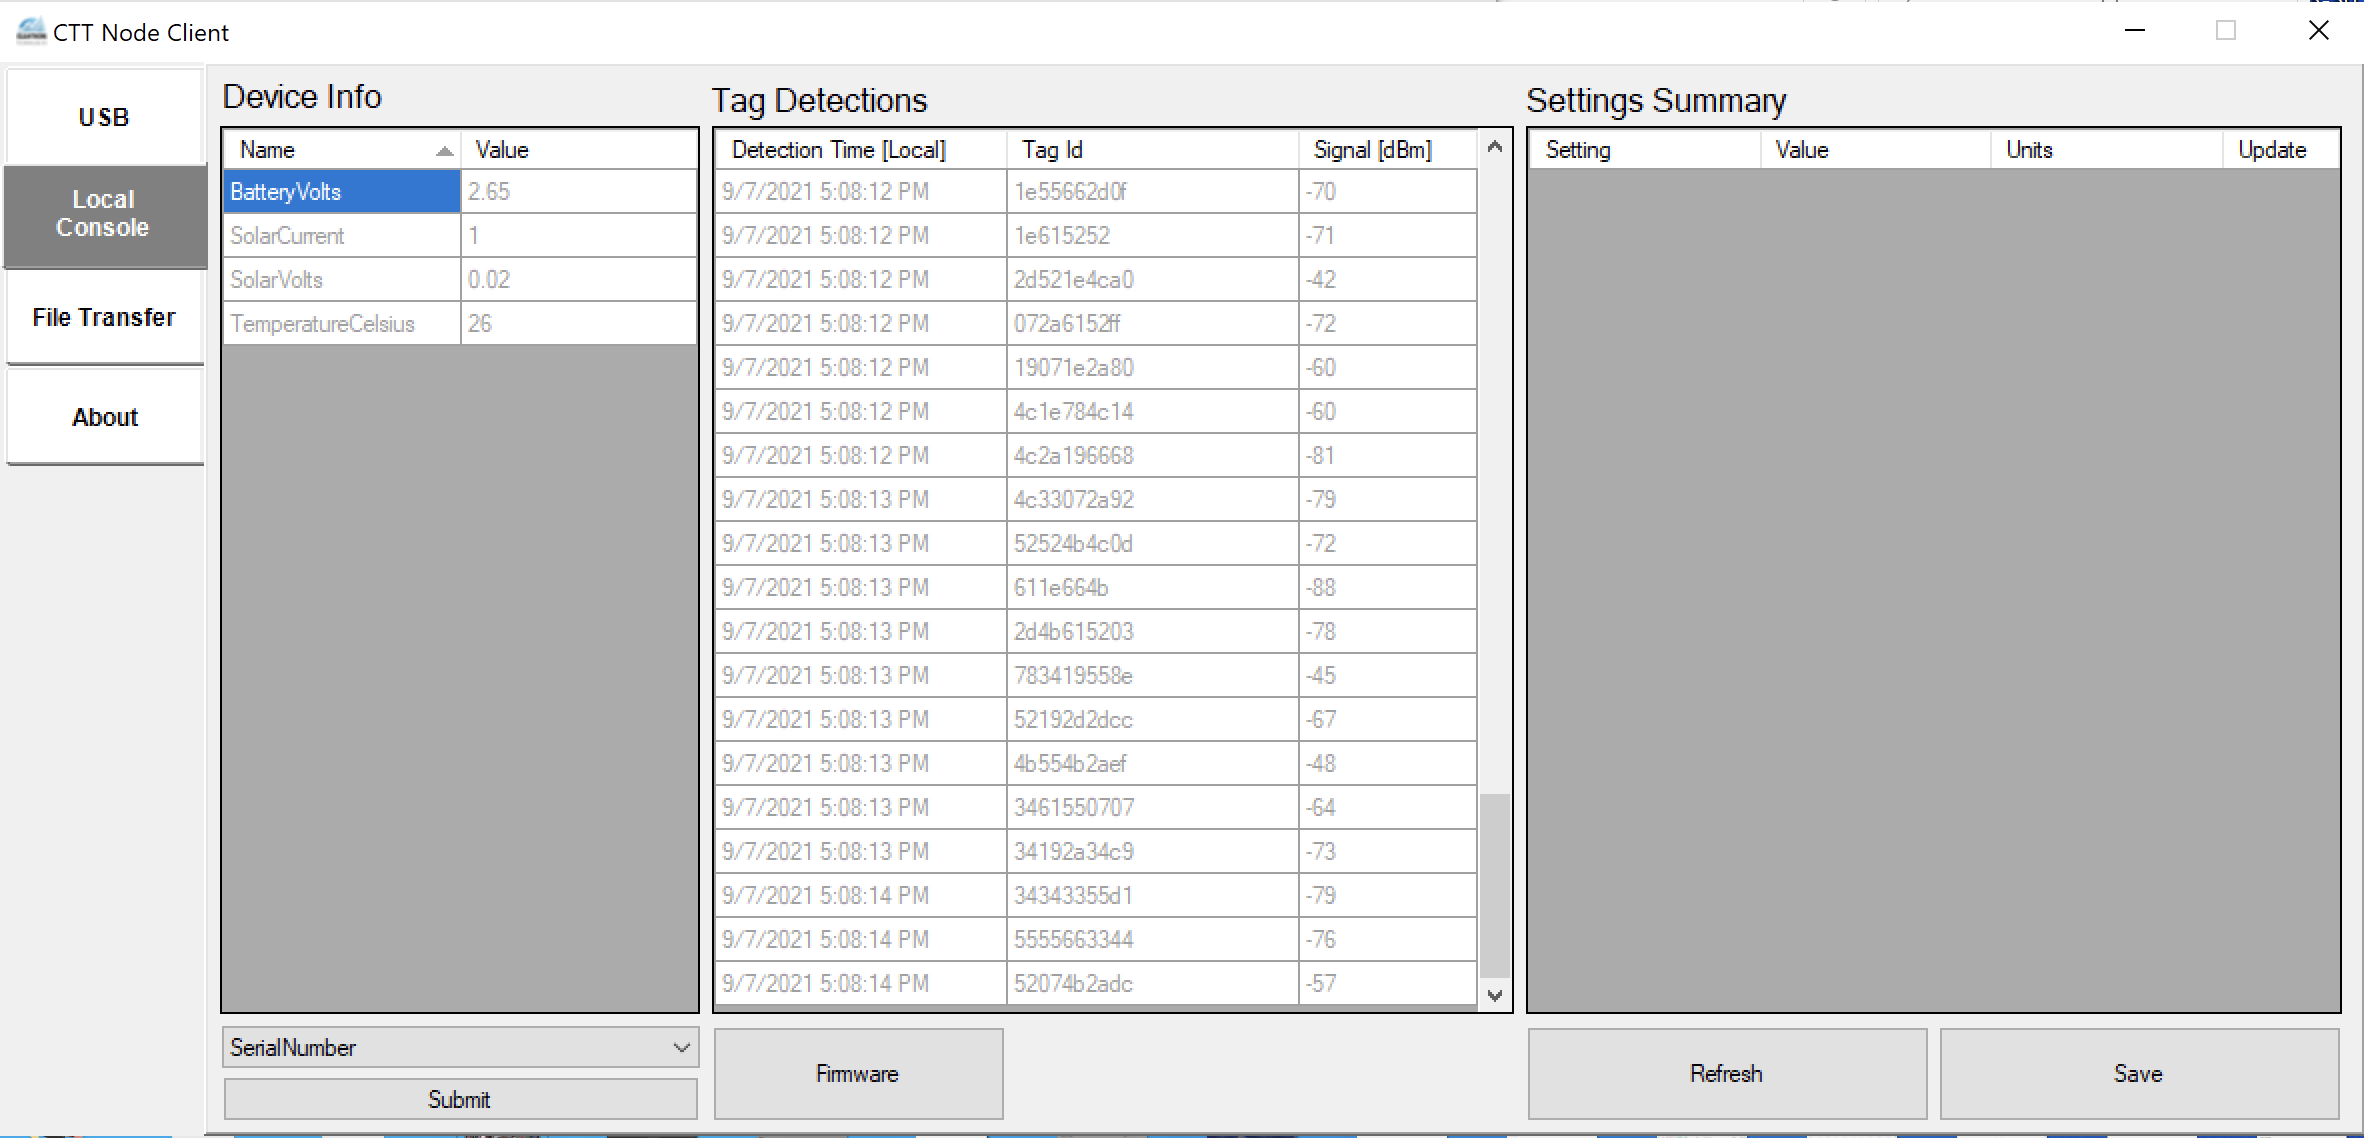 CTT Node Client
USB
Local
Console
File Transfer
About
Device Info
Name Value
BatteryVolts 2.65
SolarCurrent 1
SolarVolts 0.02
TemperatureCelsius 26
SerialNumber
Submit
Tag Detections
Detection Time [Local] Tag Id Signal [dBm]
9/7/2021 5:08:12 PM 1e55662d0f -70
9/7/2021 5:08:12 PM 1e615252 -71
9/7/2021 5:08:12 PM 2d521e4ca0 -42
9/7/2021 5:08:12 PM 072a6152ff -72
9/7/2021 5:08:12 PM 19071e2a80 -60
9/7/2021 5:08:12 PM 4c1e784c14 -60
9/7/2021 5:08:12 PM 4c2a196668 -81
9/7/2021 5:08:13 PM 4c33072a92 -79
9/7/2021 5:08:13 PM 52524b4c0d -72
9/7/2021 5:08:13 PM 611e664b -88
9/7/2021 5:08:13 PM 2d4b615203 -78
9/7/2021 5:08:13 PM 783419558e -45
9/7/2021 5:08:13 PM 52192d2dcc -67
9/7/2021 5:08:13 PM 4b554b2aef -48
9/7/2021 5:08:13 PM 3461550707 -64
9/7/2021 5:08:13 PM 34192a34c9 -73
9/7/2021 5:08:14 PM 34343355d1 -79
9/7/2021 5:08:14 PM 5555663344 -76
9/7/2021 5:08:14 PM 52074b2adc -57
Firmware
Settings Summary
Setting Value Units Update
Refresh Save